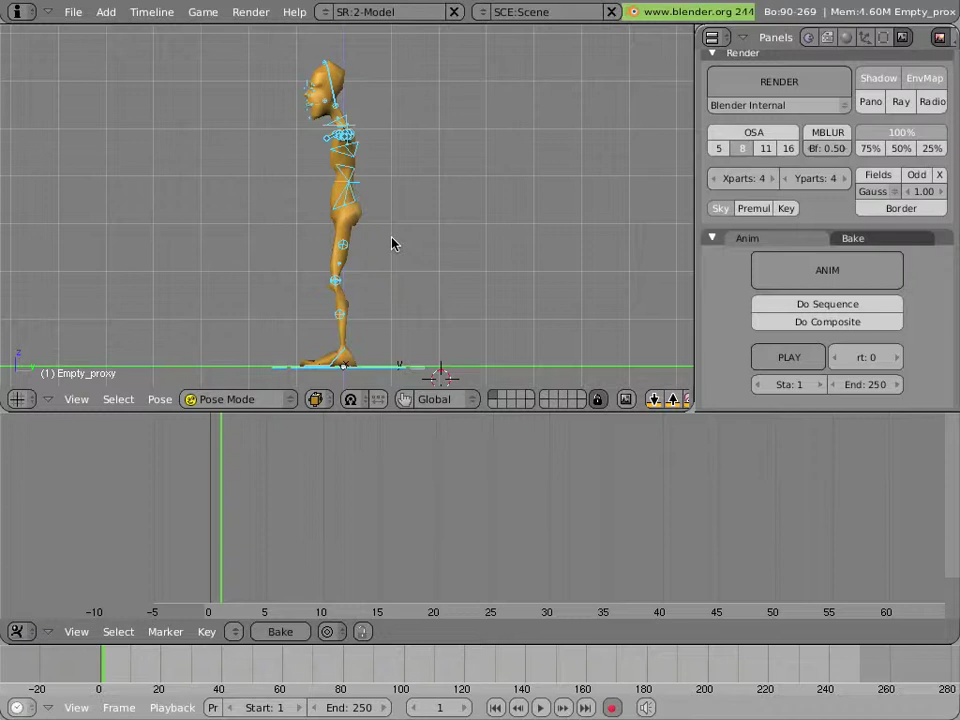 File Add Timeline Game Render Help SR:2-Model SCE:Scene www.blender.org 244 Bo:90-269 | Mem:4.60M Empty_prox
Panels
Render
RENDER
Shadow EnvMap
Blender Internal
Pano Ray Radio
OSA
MBLUR
100%
5 8 11 16
Bf: 0.50
75% 50% 25%
Xparts: 4 Yparts: 4
Fields Odd X
Gauss 1.00
Sky Premul Key
Border
Anim Bake
ANIM
Do Sequence
Do Composite
PLAY rt: 0
Sta: 1 End: 250
z
y
(1) Empty_proxy
View Select Pose Pose Mode Global
-10 -5 0 5 10 15 20 25 30 35 40 45 50 55 60
View Select Marker Key Bake
-20 0 20 40 60 80 100 120 140 160 180 200 220 240 260 280
View Frame Playback Pr Start: 1 End: 250 1